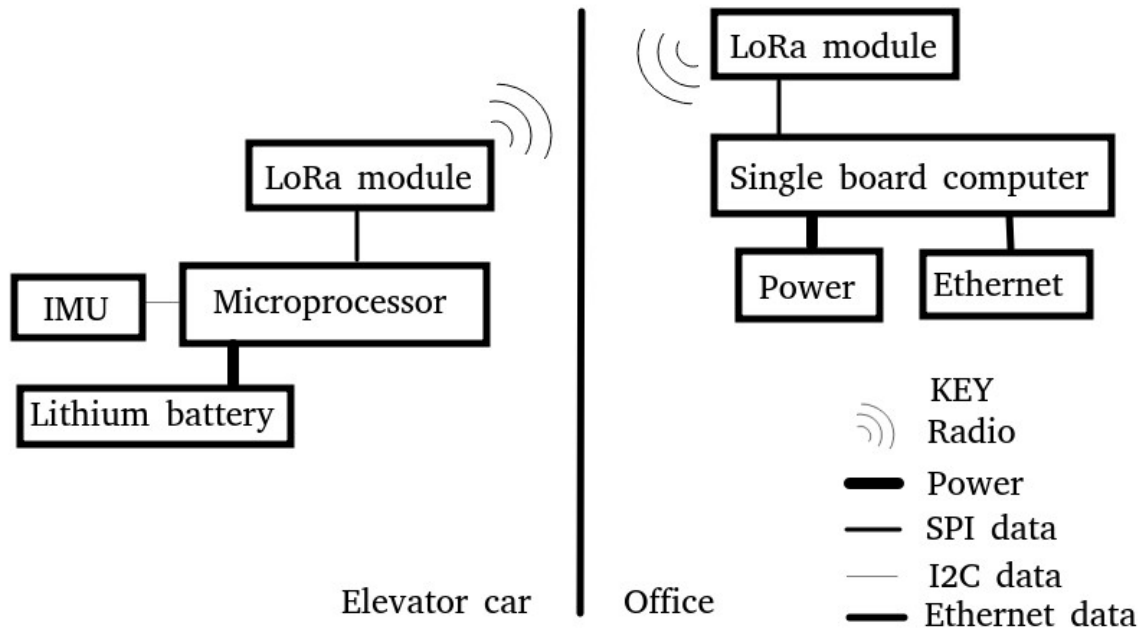 LoRa module
Microprocessor
IMU
Lithium battery
Elevator car
LoRa module
Single board computer
Power
Ethernet
KEY
Radio
Power
SPI data
I2C data
Ethernet data
Office